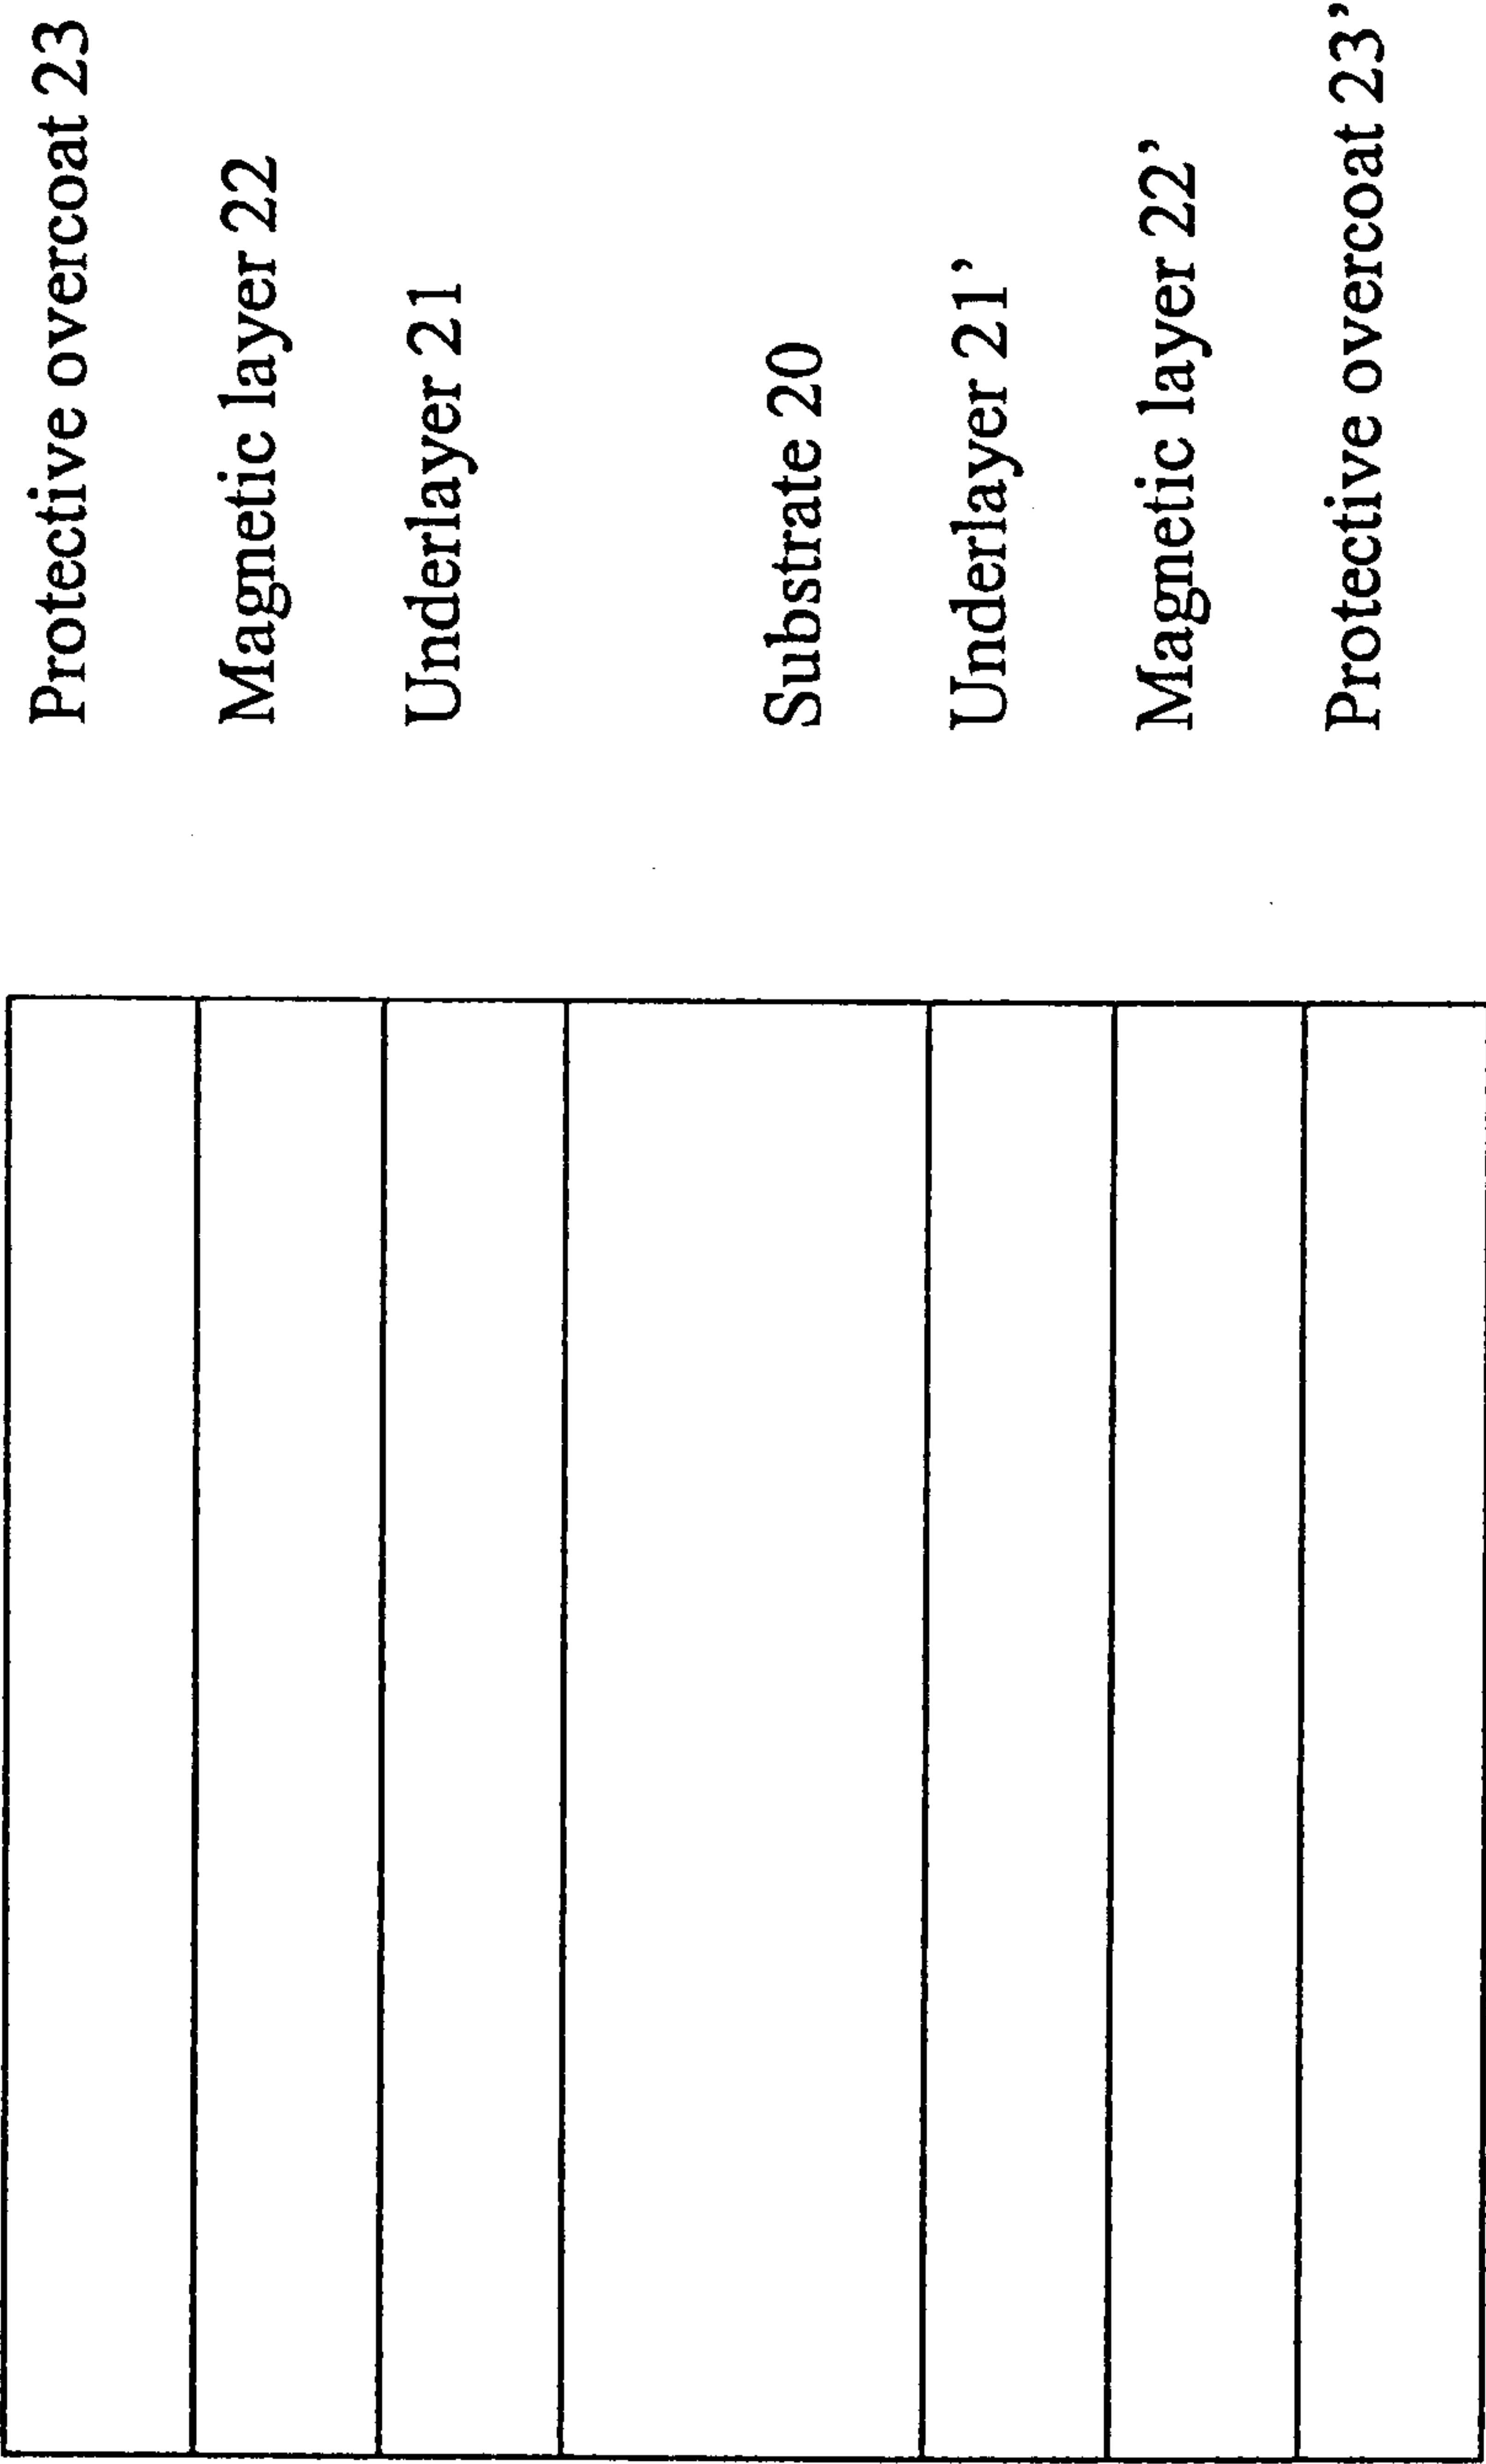 Protective overcoat 23
Magnetic layer 22
Underlayer 21
Substrate 20
Underlayer 21’
Magnetic layer 22’
Protective overcoat 23’